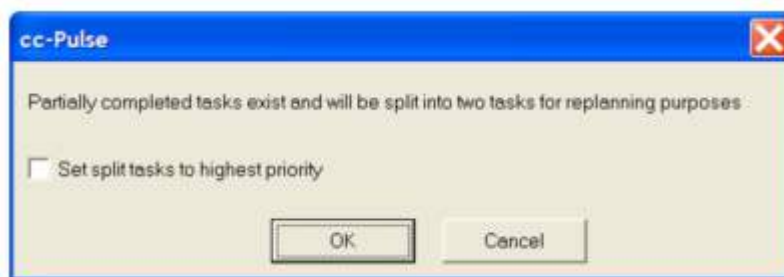 cc-Pulse
Partially completed tasks exist and will be split into two tasks for replanning purposes
Set split tasks to highest priority
OK
Cancel